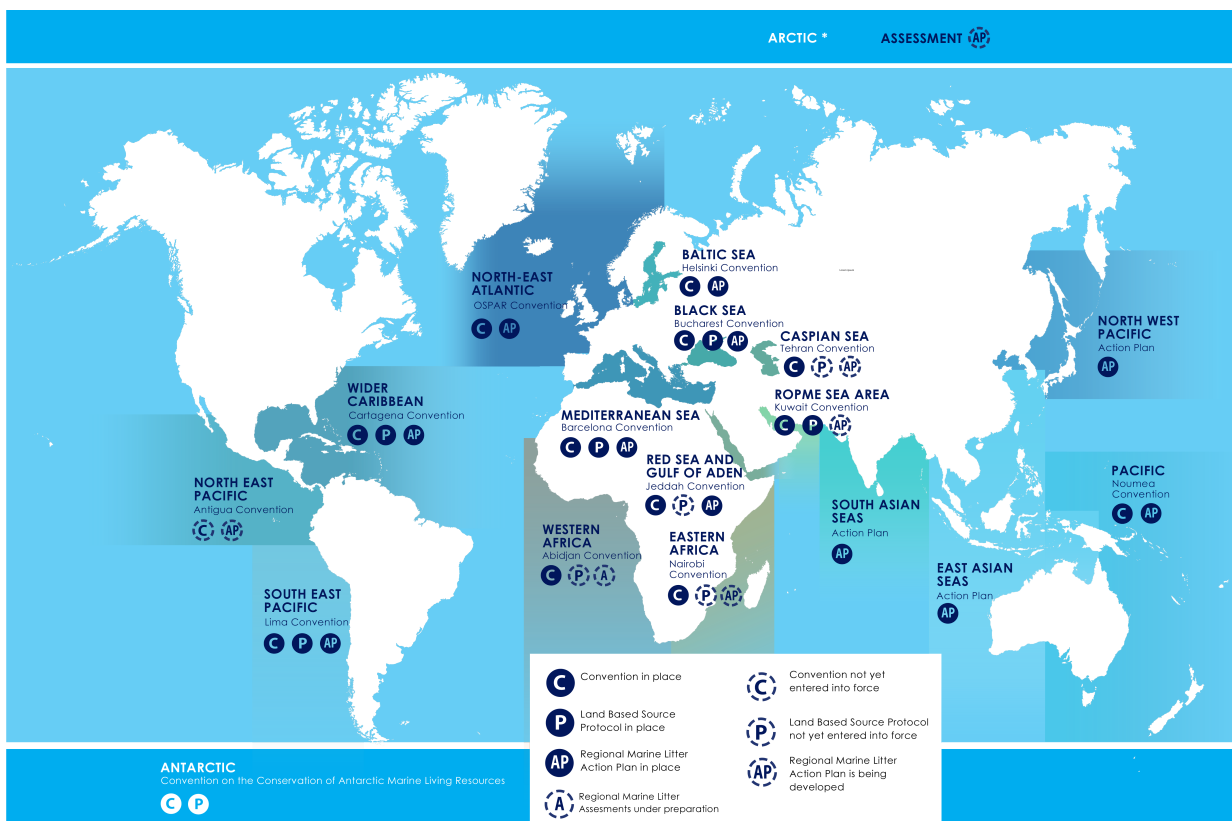 ARCTIC *
ASSESSMENT AP
BALTIC SEA
Helsinki Convention
C AP
NORTH-EAST
ATLANTIC
OSPAR Convention
C AP
BLACK SEA
Bucharest Convention
C P AP
CASPIAN SEA
Tehran Convention
C P AP
NORTH WEST
PACIFIC
Action Plan
AP
WIDER
CARIBBEAN
Cartagena Convention
C P AP
MEDITERRANEAN SEA
Barcelona Convention
C P AP
ROPME SEA AREA
Kuwait Convention
C P AP
RED SEA AND
GULF OF ADEN
Jeddah Convention
C P AP
NORTH EAST
PACIFIC
Antigua Convention
C AP
PACIFIC
Noumea
Convention
C AP
SOUTH ASIAN
SEAS
Action Plan
AP
WESTERN
AFRICA
Abidjan Convention
C P A
EASTERN
AFRICA
Nairobi
Convention
C P AP
EAST ASIAN
SEAS
Action Plan
AP
SOUTH EAST
PACIFIC
Lima Convention
C P AP
C Convention in place
P Land Based Source
Protocol in place
AP Regional Marine Litter
Action Plan in place
A Regional Marine Litter
Assesments under preparation
C Convention not yet
entered into force
P Land Based Source Protocol
not yet entered into force
AP Regional Marine Litter
Action Plan is being
developed
ANTARCTIC
Convention on the Conservation of Antarctic Marine Living Resources
C P